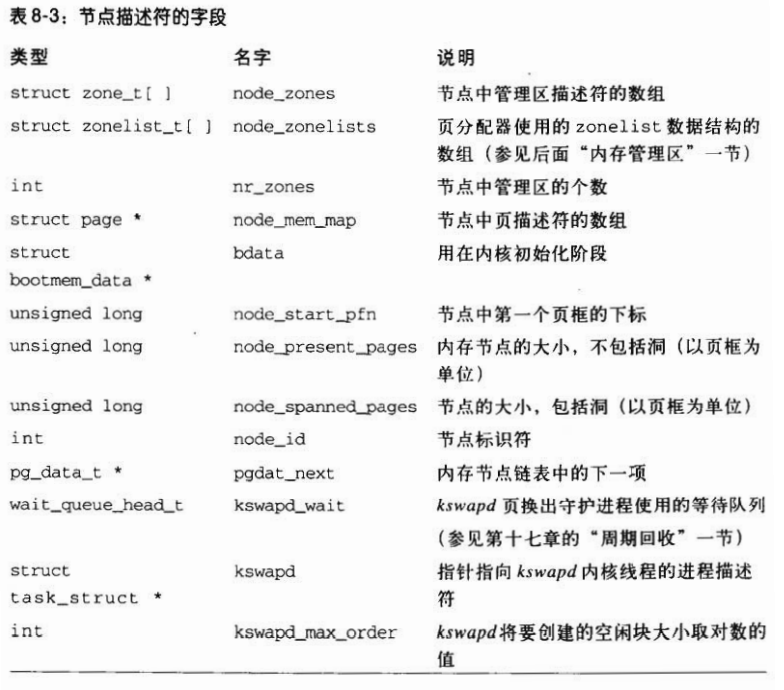 表8-3：节点描述符的字段
类型 名字 说明
struct zone_t[ ] node_zones 节点中管理区描述符的数组
struct zonelist_t[ ] node_zonelists 页分配器使用的 zonelist 数据结构的
数组（参见后面“内存管理区”一节）
int nr_zones 节点中管理区的个数
struct page * node_mem_map 节点中页描述符的数组
struct bdata 用在内核初始化阶段
bootmem_data *
unsigned long node_start_pfn 节点中第一个页框的下标
unsigned long node_present_pages 内存节点的大小，不包括洞（以页框为
单位）
unsigned long node_spanned_pages 节点的大小，包括洞（以页框为单位）
int node_id 节点标识符
pg_data_t * pgdat_next 内存节点链表中的下一项
wait_queue_head_t kswapd_wait kswapd 页换出守护进程使用的等待队列
（参见第十七章的“周期回收”一节）
struct kswapd 指针指向 kswapd 内核线程的进程描述
task_struct * 符
int kswapd_max_order kswapd将要创建的空闲块大小取对数的
值